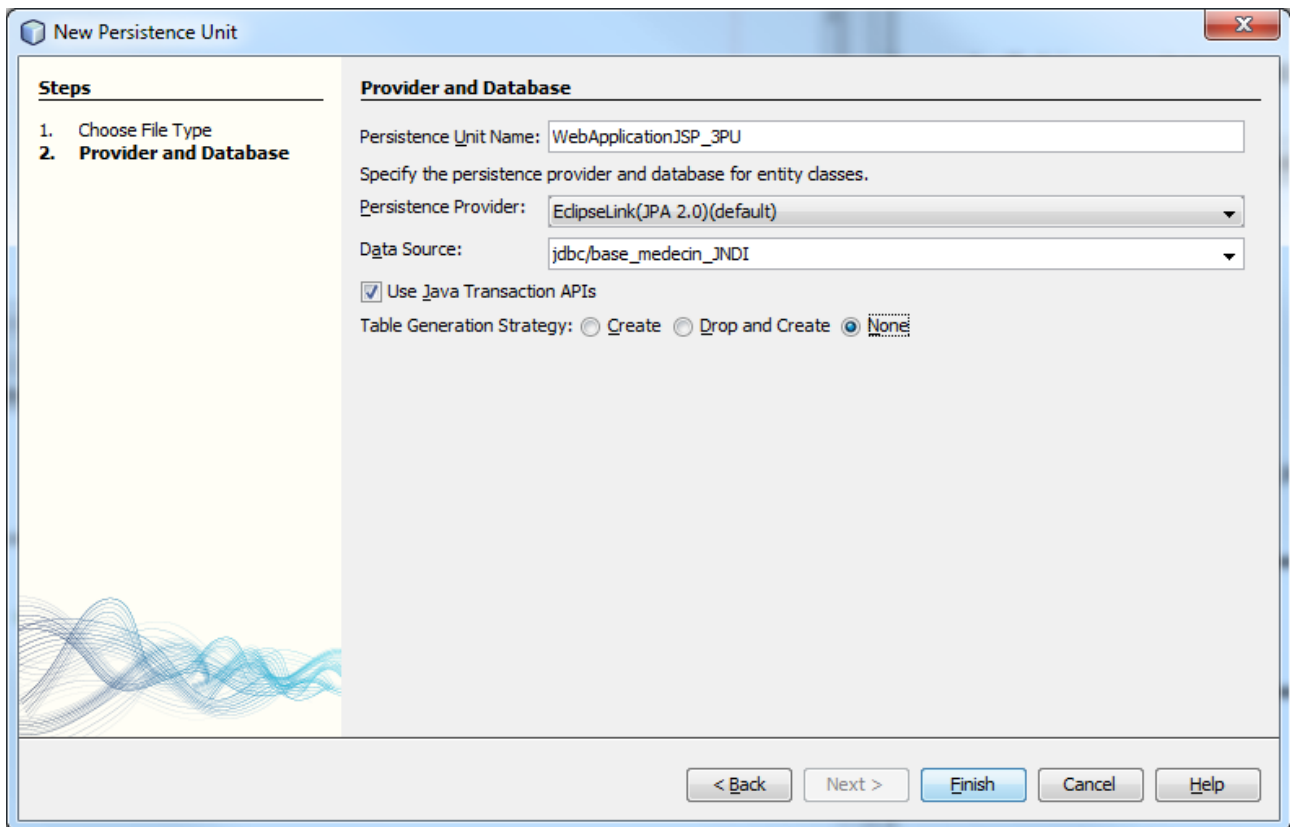 New Persistence Unit
Steps
1. Choose File Type
2. Provider and Database
Provider and Database
Persistence Unit Name: WebApplicationJSP_3PU
Specify the persistence provider and database for entity classes.
Persistence Provider: EclipseLink(JPA 2.0)(default)
Data Source: jdbc/base_medecin_JNDI
Use Java Transaction APIs
Table Generation Strategy: Create Drop and Create None
< Back Next > Finish Cancel Help